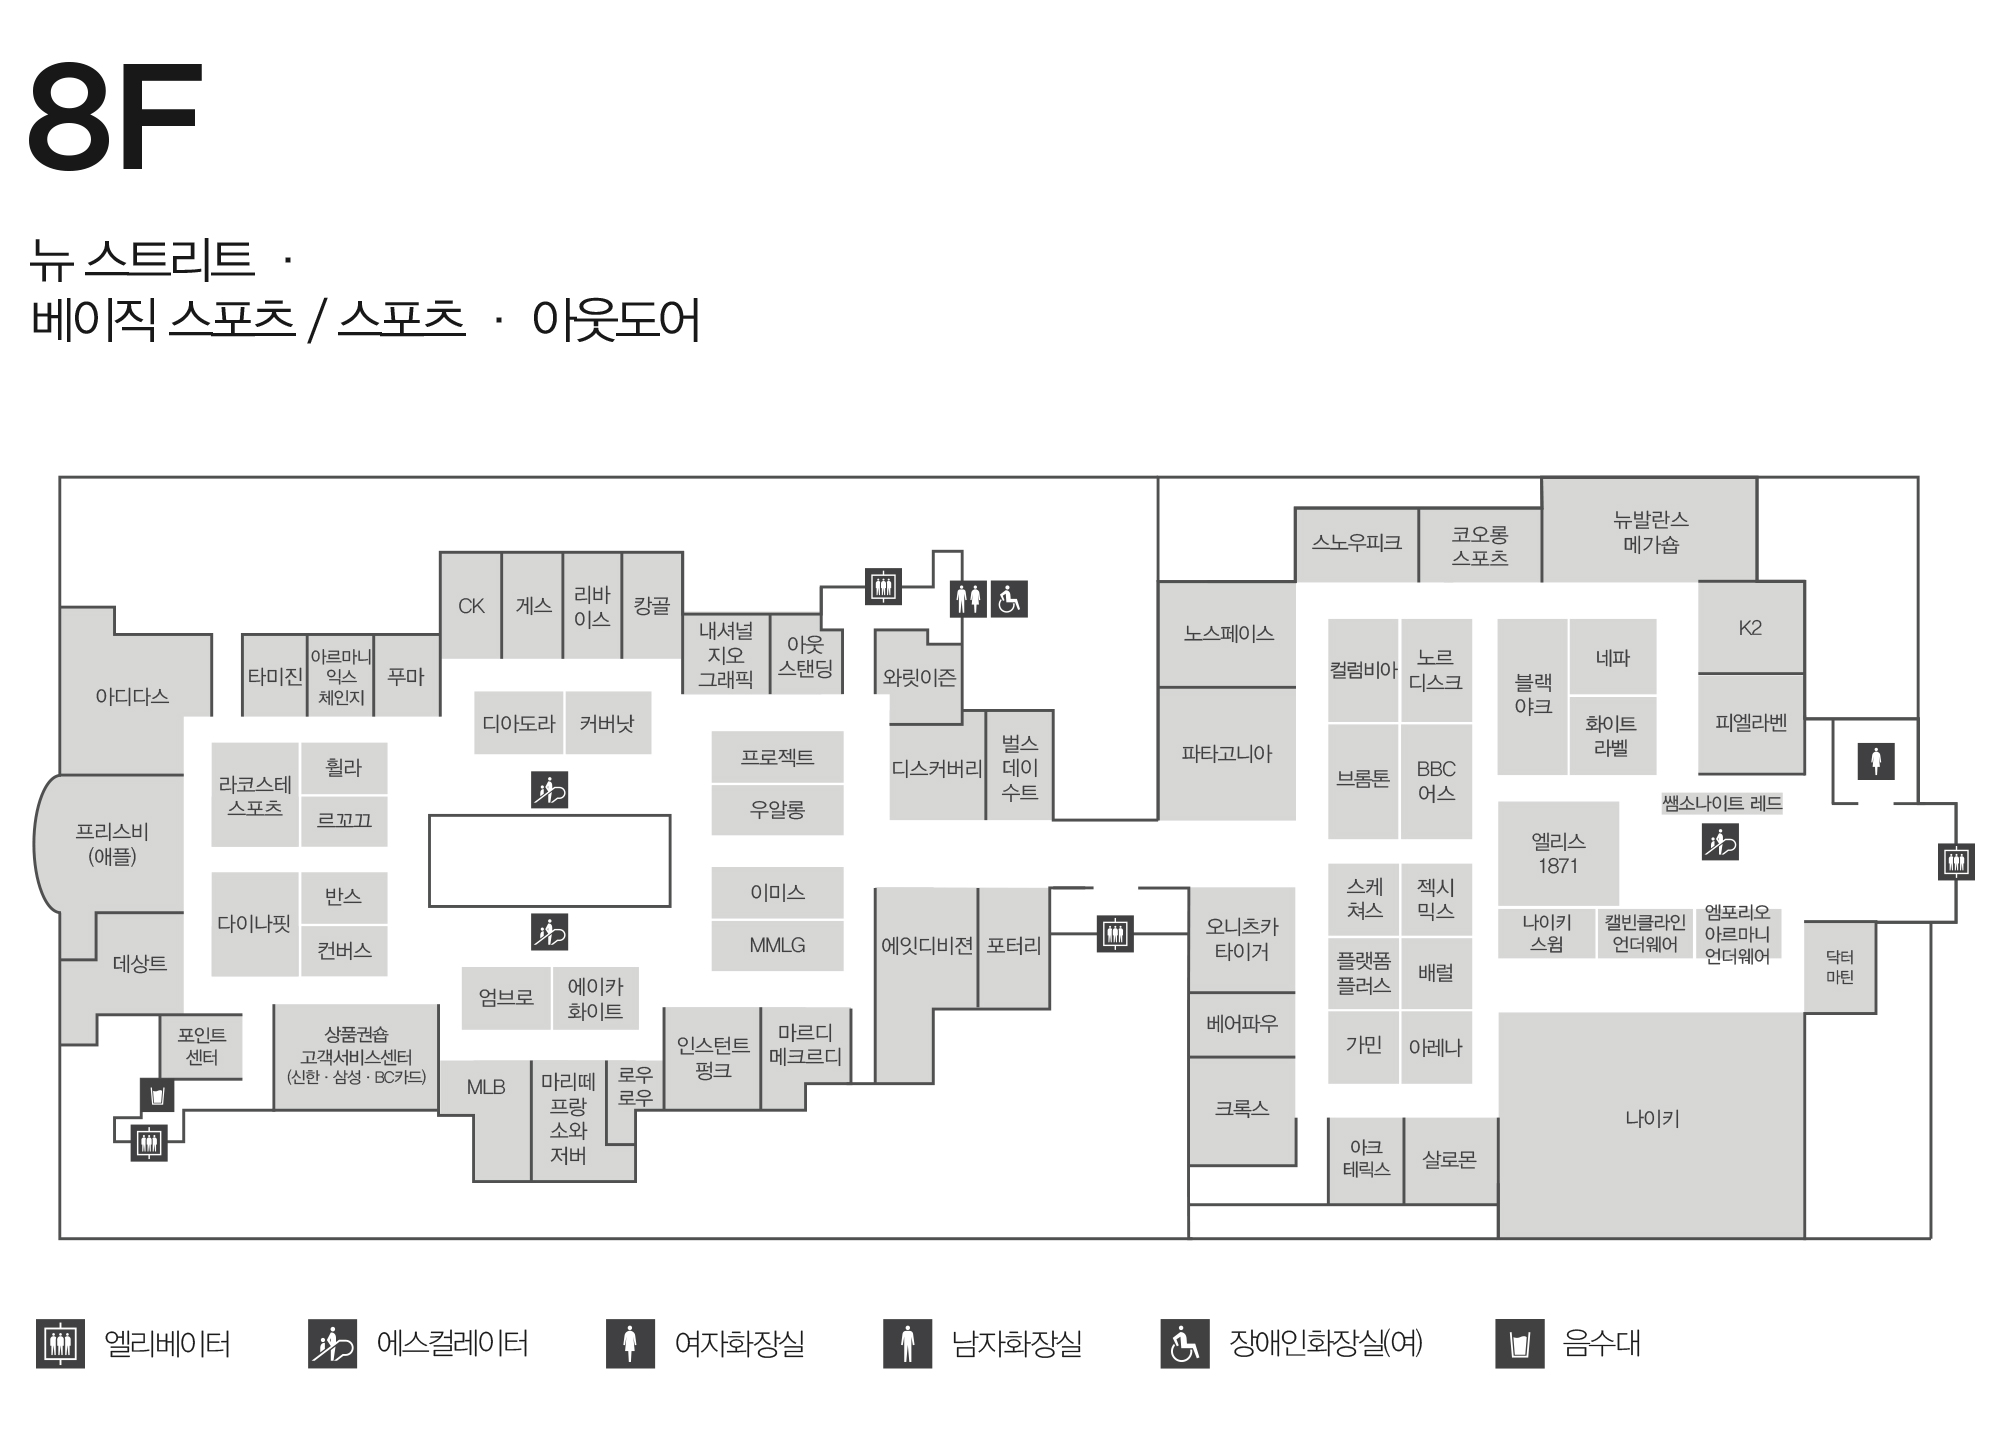 8F
뉴 스트리트 ·
베이직 스포츠 / 스포츠 · 아웃도어
CK
게스
리바
이스
캉골
내셔널
지오
그래픽
아웃
스탠딩
와릿이즌
타미진
아르마니
익스
체인지
푸마
아디다스
디아도라
커버낫
프로젝트
우알롱
디스커버리
벌스
데이
수트
라코스테
스포츠
휠라
르꼬끄
프리스비
(애플)
다이나핏
반스
컨버스
이미스
MMLG
에잇디비젼
포터리
데상트
엄브로
에이카
화이트
포인트
센터
상품권숍
고객서비스센터
(신한 · 삼성 · BC카드)
MLB
마리떼
프랑
소와
저버
로우
로우
인스턴트
펑크
마르디
메크르디
스노우피크
코오롱
스포츠
뉴발란스
메가숍
노스페이스
파타고니아
컬럼비아
노르
디스크
브롬톤
BBC
어스
블랙
야크
네파
화이트
라벨
K2
피엘라벤
쌤소나이트 레드
엘리스
1871
스케
쳐스
젝시
믹스
나이키
스윔
캘빈클라인
언더웨어
엠포리오
아르마니
언더웨어
닥터
마틴
오니츠카
타이거
플랫폼
플러스
배럴
베어파우
가민
아레나
크록스
아크
테릭스
살로몬
나이키
엘리베이터
에스컬레이터
여자화장실
남자화장실
장애인화장실(여)
음수대